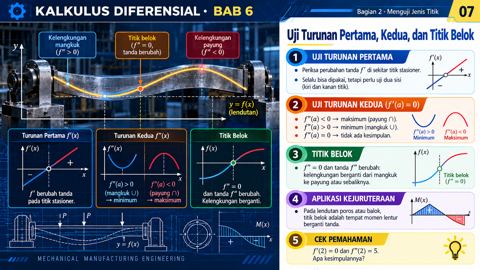 KALKULUS DIFERENSIAL • BAB 6
Bagian 2 - Menguji Jenis Titik
07
Kelengkungan
mangkuk
(f″ > 0)
Titik belok
(f″ = 0,
tanda berubah)
Kelengkungan
payung
(f″ < 0)
y
x
y = f(x)
(lendutan)
Turunan Pertama f′(x)
f′ berubah tanda
pada titik stasioner.
Turunan Kedua f″(x)
f″(a) > 0
(mangkuk ∪)
→ minimum
f″(a) < 0
(payung ∩)
→ maksimum
Titik Belok
f″ = 0
dan tanda f″ berubah.
Kelengkungan berganti.
P
P
y = f(x)
M(x)
x
MECHANICAL MANUFACTURING ENGINEERING
Uji Turunan Pertama, Kedua, dan Titik Belok
1 UJI TURUNAN PERTAMA
• Periksa perubahan tanda f′ di sekitar titik stasioner.
• Selalu bisa dipakai, tetapi perlu uji dua sisi
(kiri dan kanan titik).
2 UJI TURUNAN KEDUA (f′(a) = 0)
• f″(a) < 0 → maksimum (payung ∩).
• f″(a) > 0 → minimum (mangkuk ∪).
• f″(a) = 0 → tidak ada kesimpulan.
f″(a) > 0
Minimum
f″(a) < 0
Maksimum
3 TITIK BELOK
• f″ = 0 dan tanda f″ berubah:
kelengkungan berganti dari mangkuk
ke payung atau sebaliknya.
Titik belok
(f″ = 0)
4 APLIKASI KEJURUTERAAN
• Pada lendutan poros atau balok,
titik belok adalah tempat momen lentur
berganti tanda.
M(x)
x
5 CEK PEMAHAMAN
f′(2) = 0 dan f″(2) = 5.
Apa kesimpulannya?